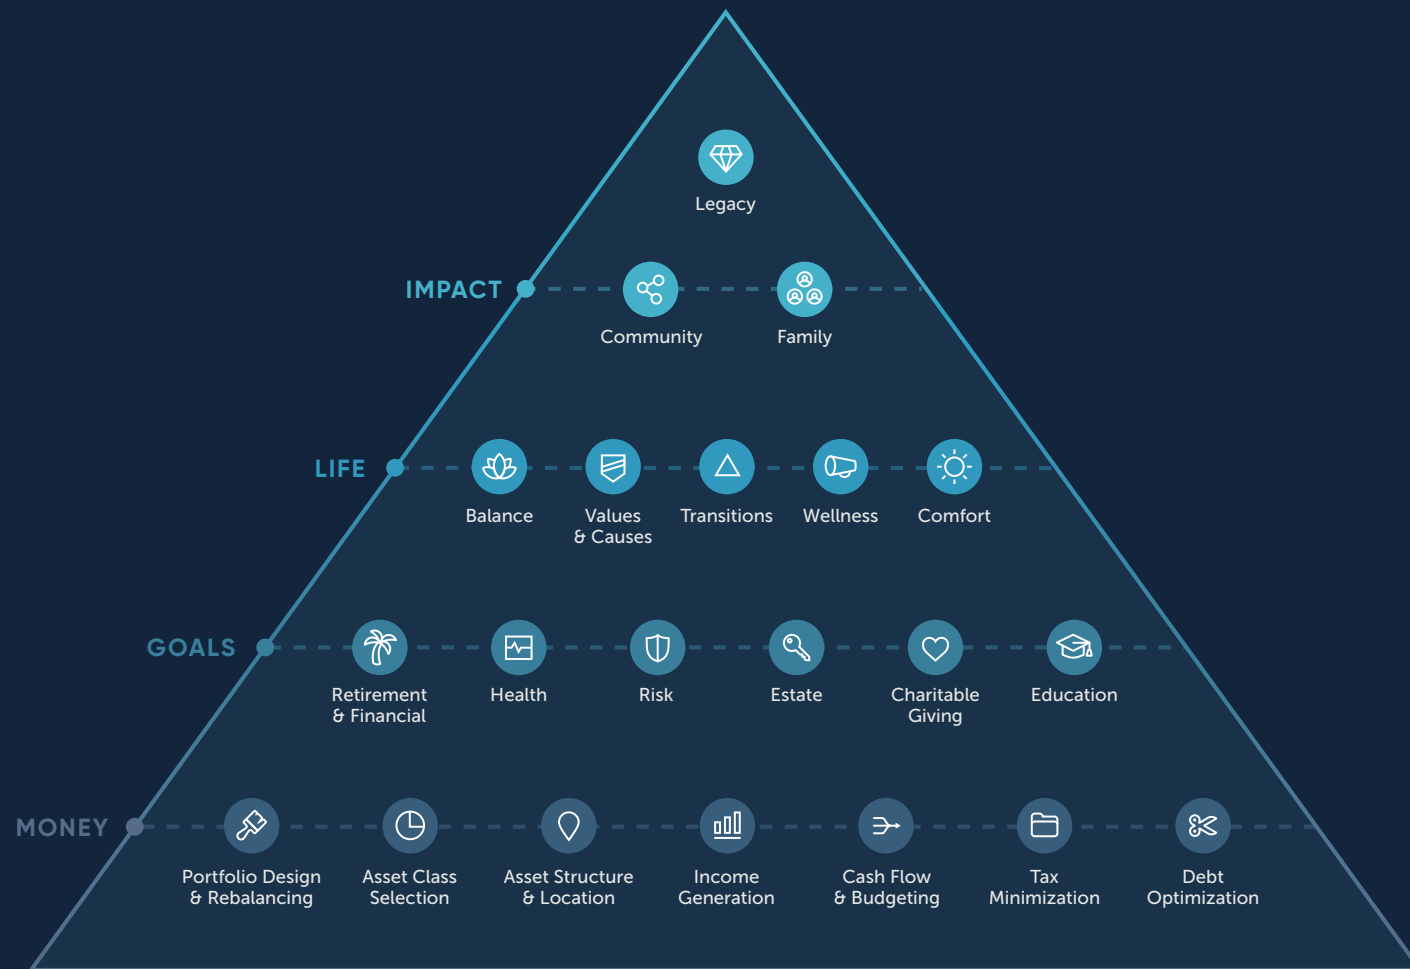 Legacy
IMPACT
Community
Family
LIFE
Balance
Values
& Causes
Transitions
Wellness
Comfort
GOALS
Retirement
& Financial
Health
Risk
Estate
Charitable
Giving
Education
MONEY
Portfolio Design
& Rebalancing
Asset Class
Selection
Asset Structure
& Location
Income
Generation
Cash Flow
& Budgeting
Tax
Minimization
Debt
Optimization